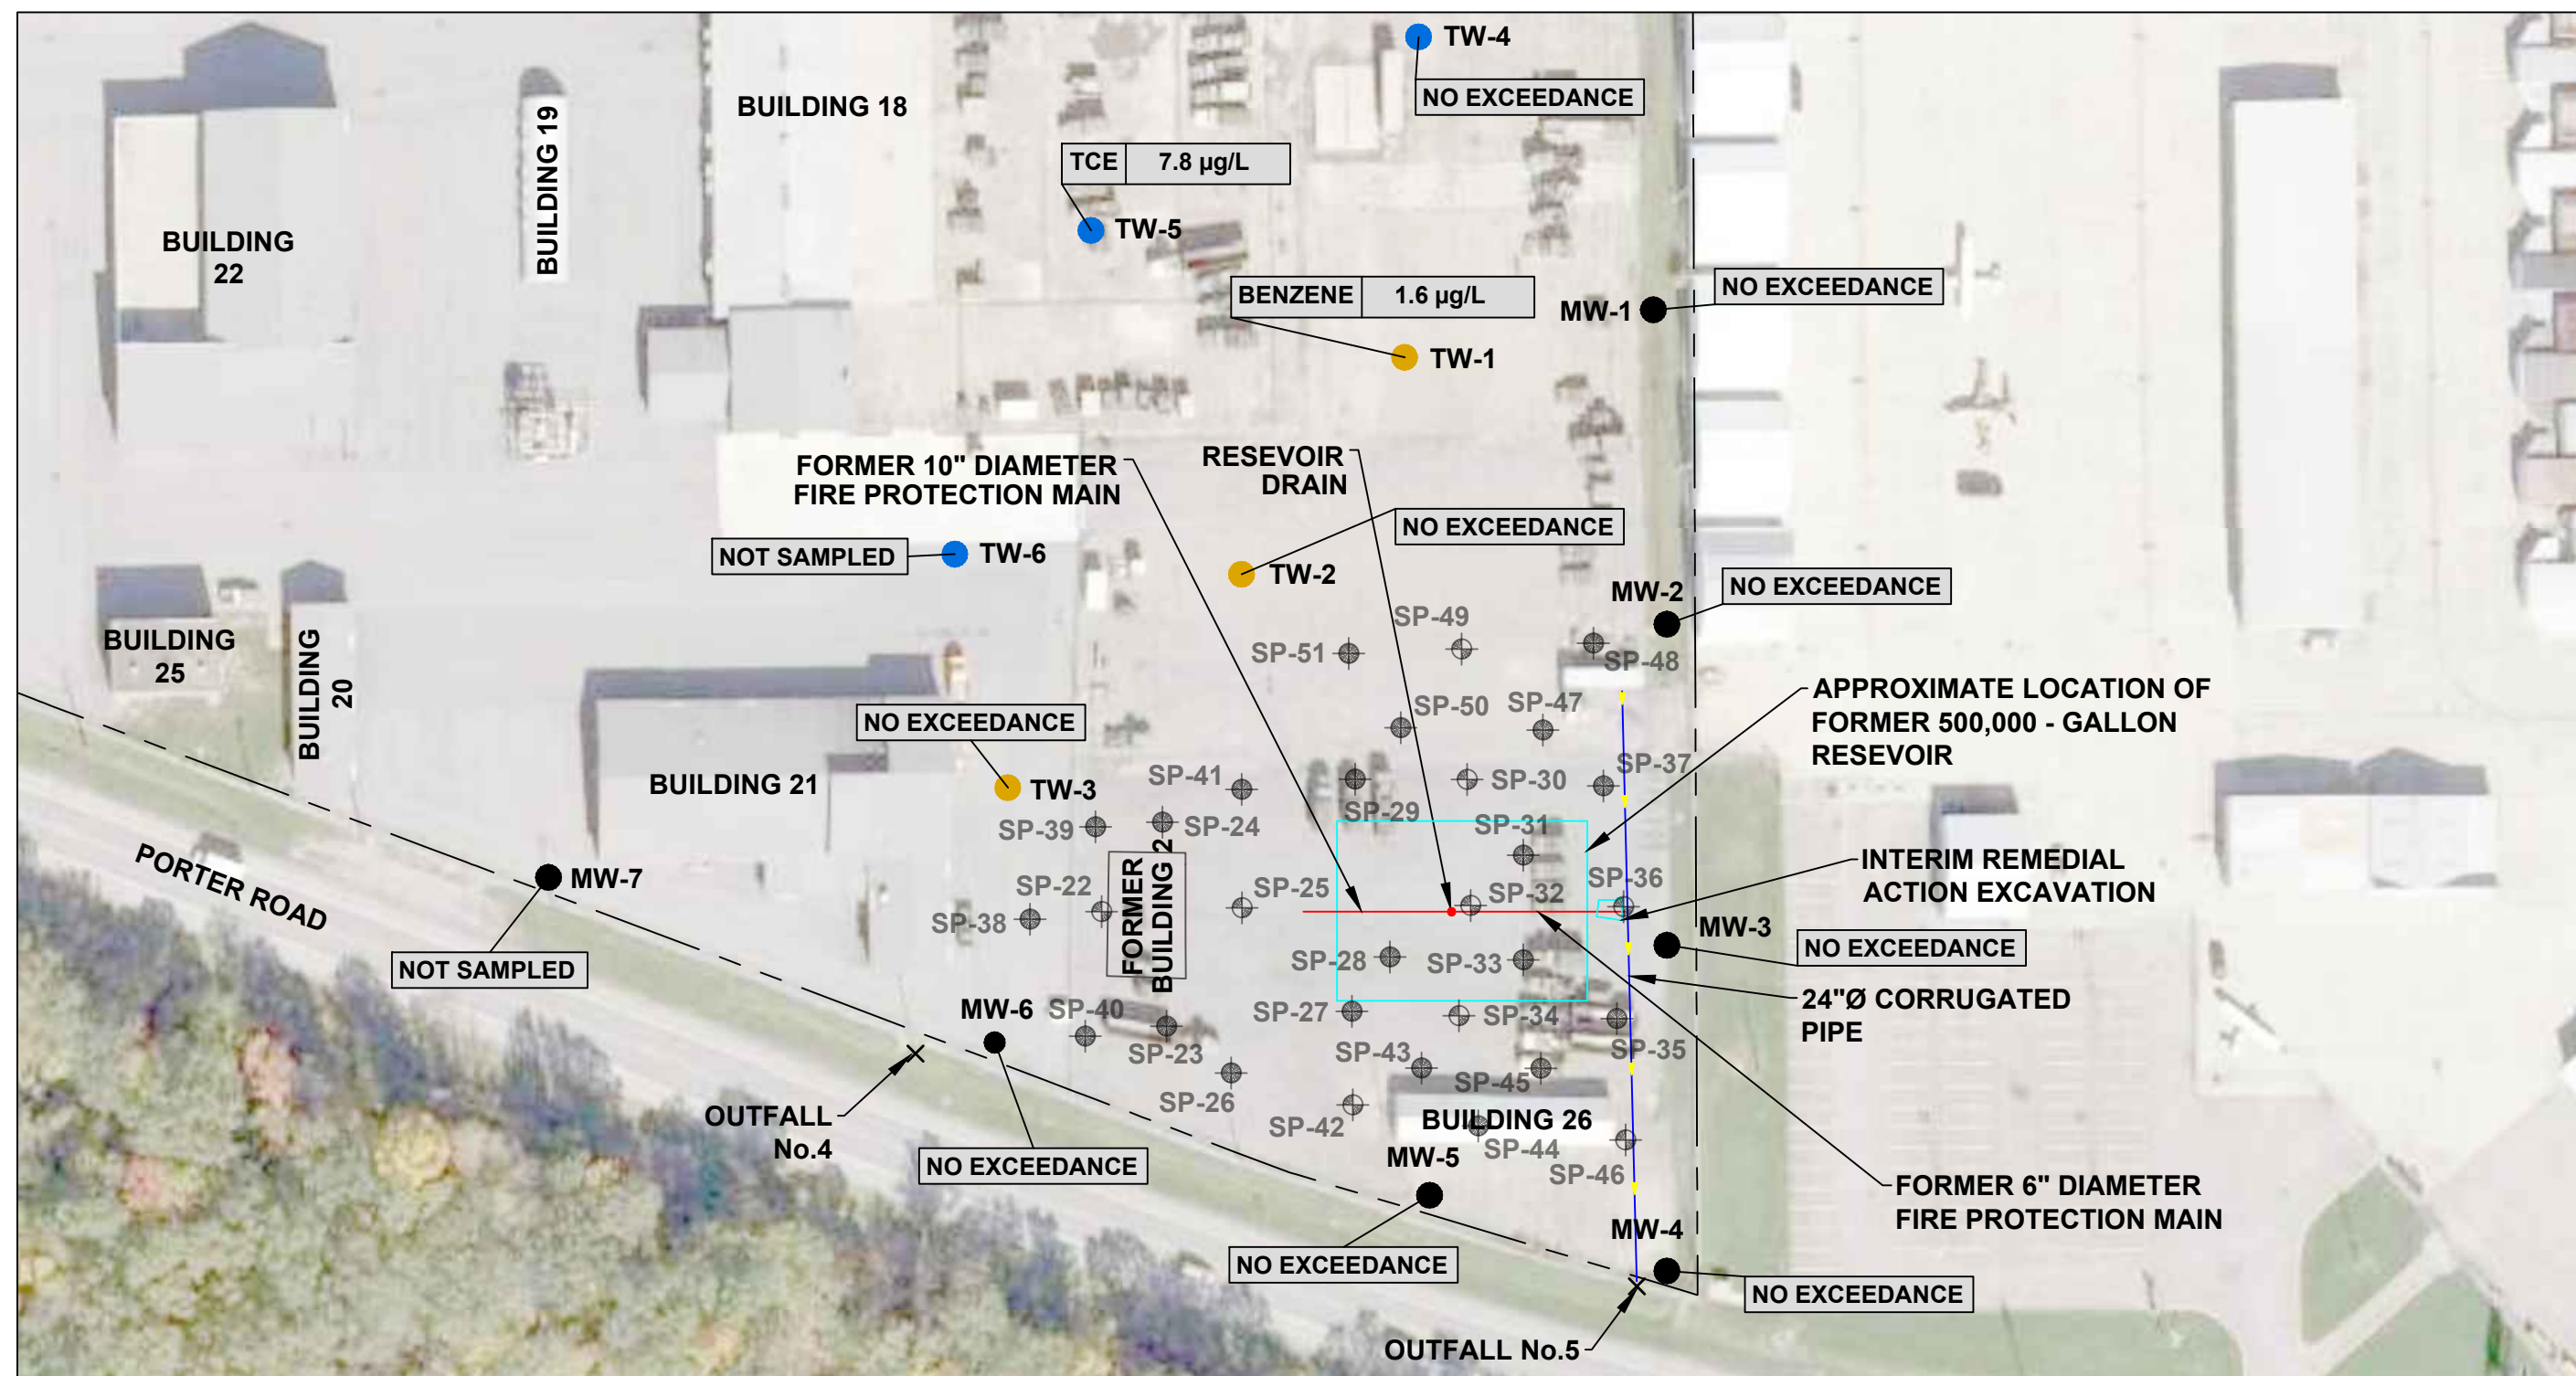 TW-4
NO EXCEEDANCE
BUILDING 18
BUILDING 19
TCE 7.8 µg/L
TW-5
BUILDING
22
BENZENE 1.6 µg/L
NO EXCEEDANCE
MW-1
TW-1
FORMER 10" DIAMETER
FIRE PROTECTION MAIN
RESEVOIR
DRAIN
NO EXCEEDANCE
NOT SAMPLED
TW-6
TW-2
MW-2
NO EXCEEDANCE
BUILDING
25
BUILDING
20
SP-49
SP-51
SP-48
APPROXIMATE LOCATION OF
FORMER 500,000 - GALLON
RESEVOIR
NO EXCEEDANCE
SP-50
SP-47
BUILDING 21
TW-3
SP-41
SP-30
SP-37
SP-29
SP-39
SP-24
SP-31
PORTER ROAD
MW-7
SP-22
SP-38
FORMER
BUILDING 2
SP-25
SP-32
SP-36
INTERIM REMEDIAL
ACTION EXCAVATION
MW-3
NO EXCEEDANCE
NOT SAMPLED
SP-28
SP-33
24"Ø CORRUGATED
PIPE
MW-6
SP-40
SP-27
SP-34
SP-23
SP-43
SP-35
SP-45
SP-26
SP-42
BUILDING 26
SP-44
SP-46
OUTFALL
No.4
NO EXCEEDANCE
MW-5
FORMER 6" DIAMETER
FIRE PROTECTION MAIN
MW-4
NO EXCEEDANCE
NO EXCEEDANCE
OUTFALL No.5